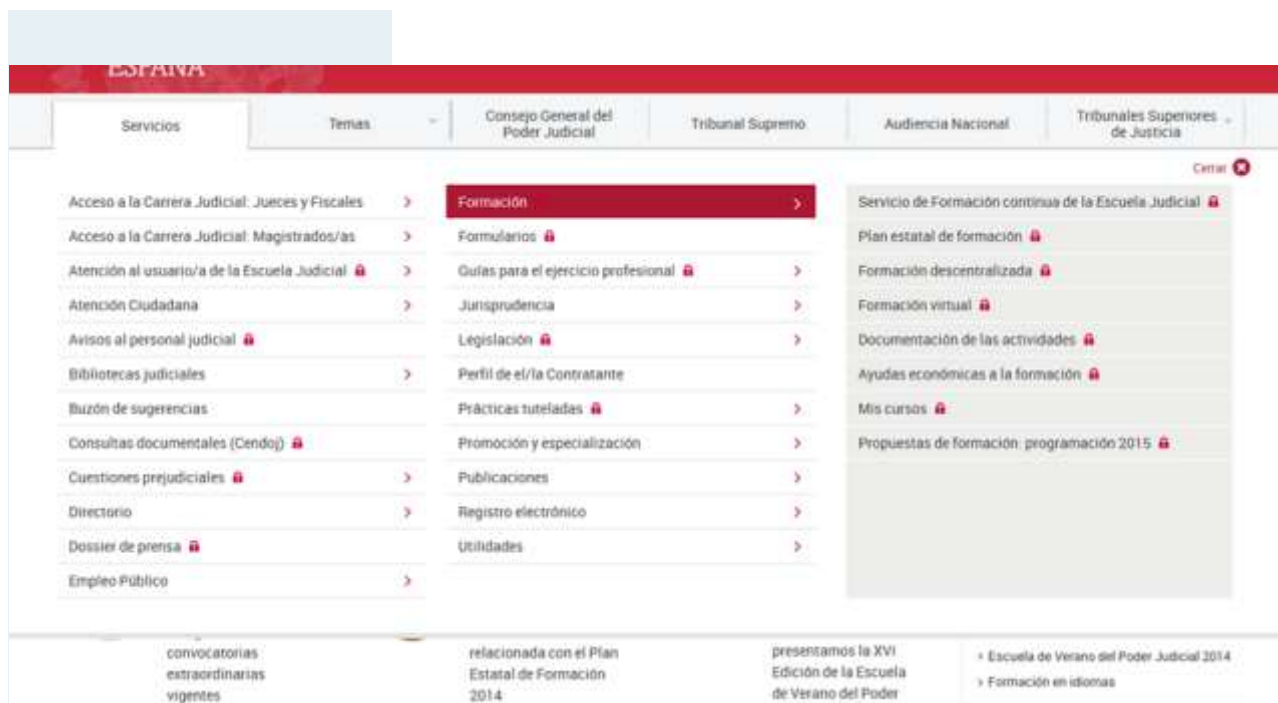 ESPAÑA
Servicios
Temas
Consejo General del
Poder Judicial
Tribunal Supremo
Audiencia Nacional
Tribunales Superiores
de Justicia
Cerrar
Acceso a la Carrera Judicial: Jueces y Fiscales
Acceso a la Carrera Judicial: Magistrados/as
Atención al usuario/a de la Escuela Judicial
Atención Ciudadana
Avisos al personal judicial
Bibliotecas judiciales
Buzón de sugerencias
Consultas documentales (Cendoj)
Cuestiones prejudiciales
Directorio
Dossier de prensa
Empleo Público
Formación
Formularios
Guías para el ejercicio profesional
Jurisprudencia
Legislación
Perfil de el/la Contratante
Prácticas tuteladas
Promoción y especialización
Publicaciones
Registro electrónico
Utilidades
Servicio de Formación continua de la Escuela Judicial
Plan estatal de formación
Formación descentralizada
Formación virtual
Documentación de las actividades
Ayudas económicas a la formación
Mis cursos
Propuestas de formación: programación 2015
convocatorias
extraordinarias
vigentes
relacionada con el Plan
Estatal de Formación
2014
presentamos la XVI
Edición de la Escuela
de Verano del Poder
› Escuela de Verano del Poder Judicial 2014
› Formación en idiomas